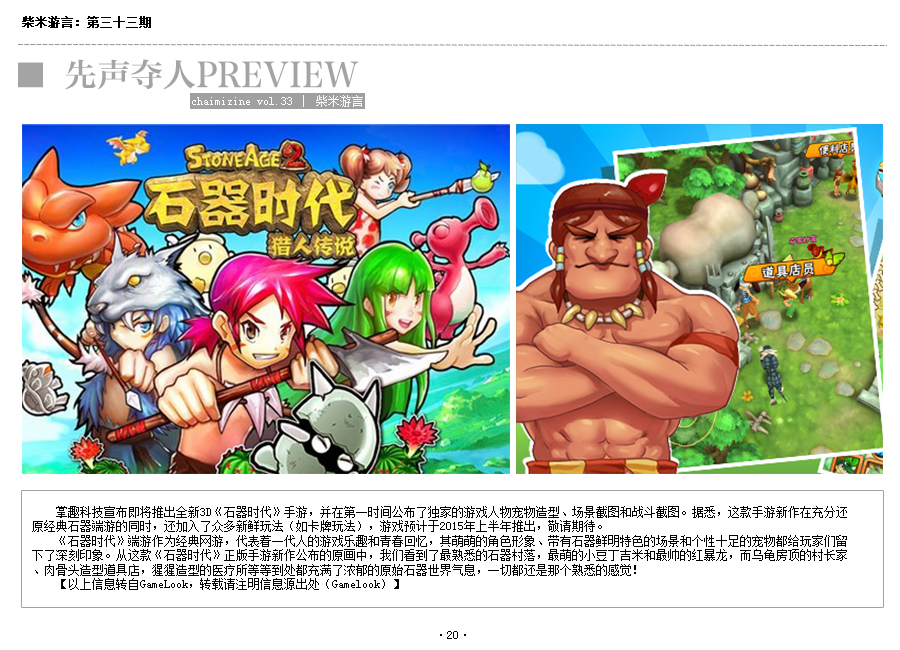 柴米游言：第三十三期
先声夺人PREVIEW
chaimizine vol.33 | 柴米游言
STONEAGE2
石器时代
猎人传说
便利店员
道具店员
掌趣科技宣布即将推出全新3D《石器时代》手游，并在第一时间公布了独家的游戏人物宠物造型、场景截图和战斗截图。据悉，这款手游新作在充分还
原经典石器端游的同时，还加入了众多新鲜玩法（如卡牌玩法），游戏预计于2015年上半年推出，敬请期待。
《石器时代》端游作为经典网游，代表着一代人的游戏乐趣和青春回忆，其萌萌的角色形象、带有石器鲜明特色的场景和个性十足的宠物都给玩家们留
下了深刻印象。从这款《石器时代》正版手游新作公布的原画中，我们看到了最熟悉的石器村落，最萌的小豆丁吉米和最帅的红暴龙，而乌龟房顶的村长家
、肉骨头造型道具店，猩猩造型的医疗所等等到处都充满了浓郁的原始石器世界气息，一切都还是那个熟悉的感觉！
【以上信息转自GameLook，转载请注明信息源出处（Gamelook）】
·20·